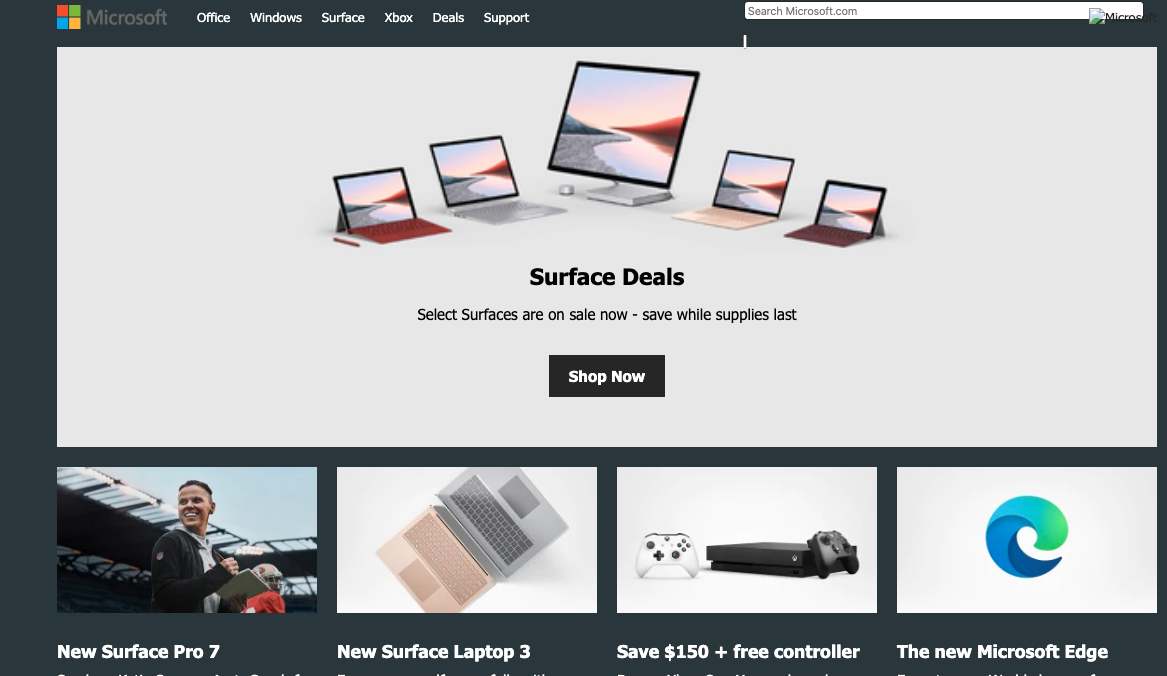 Microsoft
Office Windows Surface Xbox Deals Support
Search Microsoft.com
Microsoft
Surface Deals
Select Surfaces are on sale now - save while supplies last
Shop Now
New Surface Pro 7
New Surface Laptop 3
Save $150 + free controller
The new Microsoft Edge